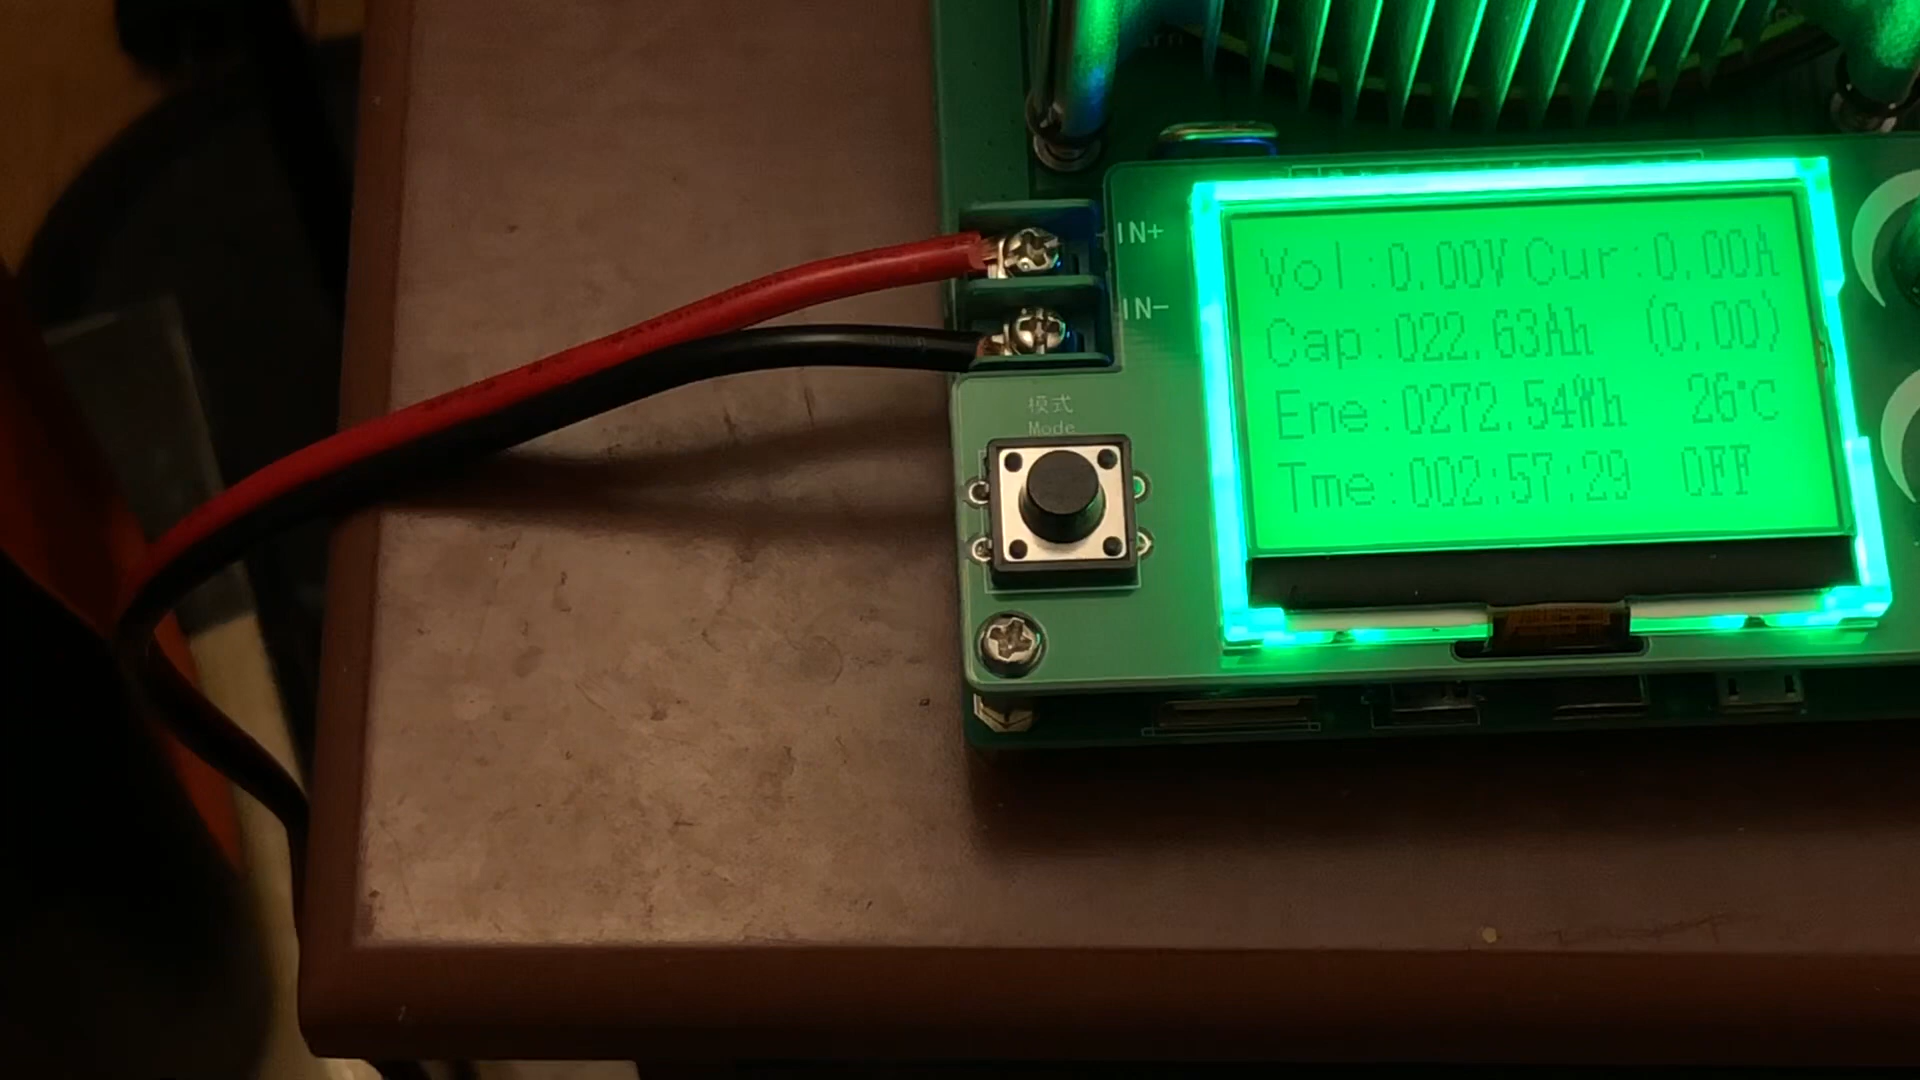 IN+
IN-
模式
Mode
Vol:0.00V Cur:0.00A
Cap:022.63Ah (0.00)
Ene:0272.54Wh 26℃
Tme:002:57:29 OFF